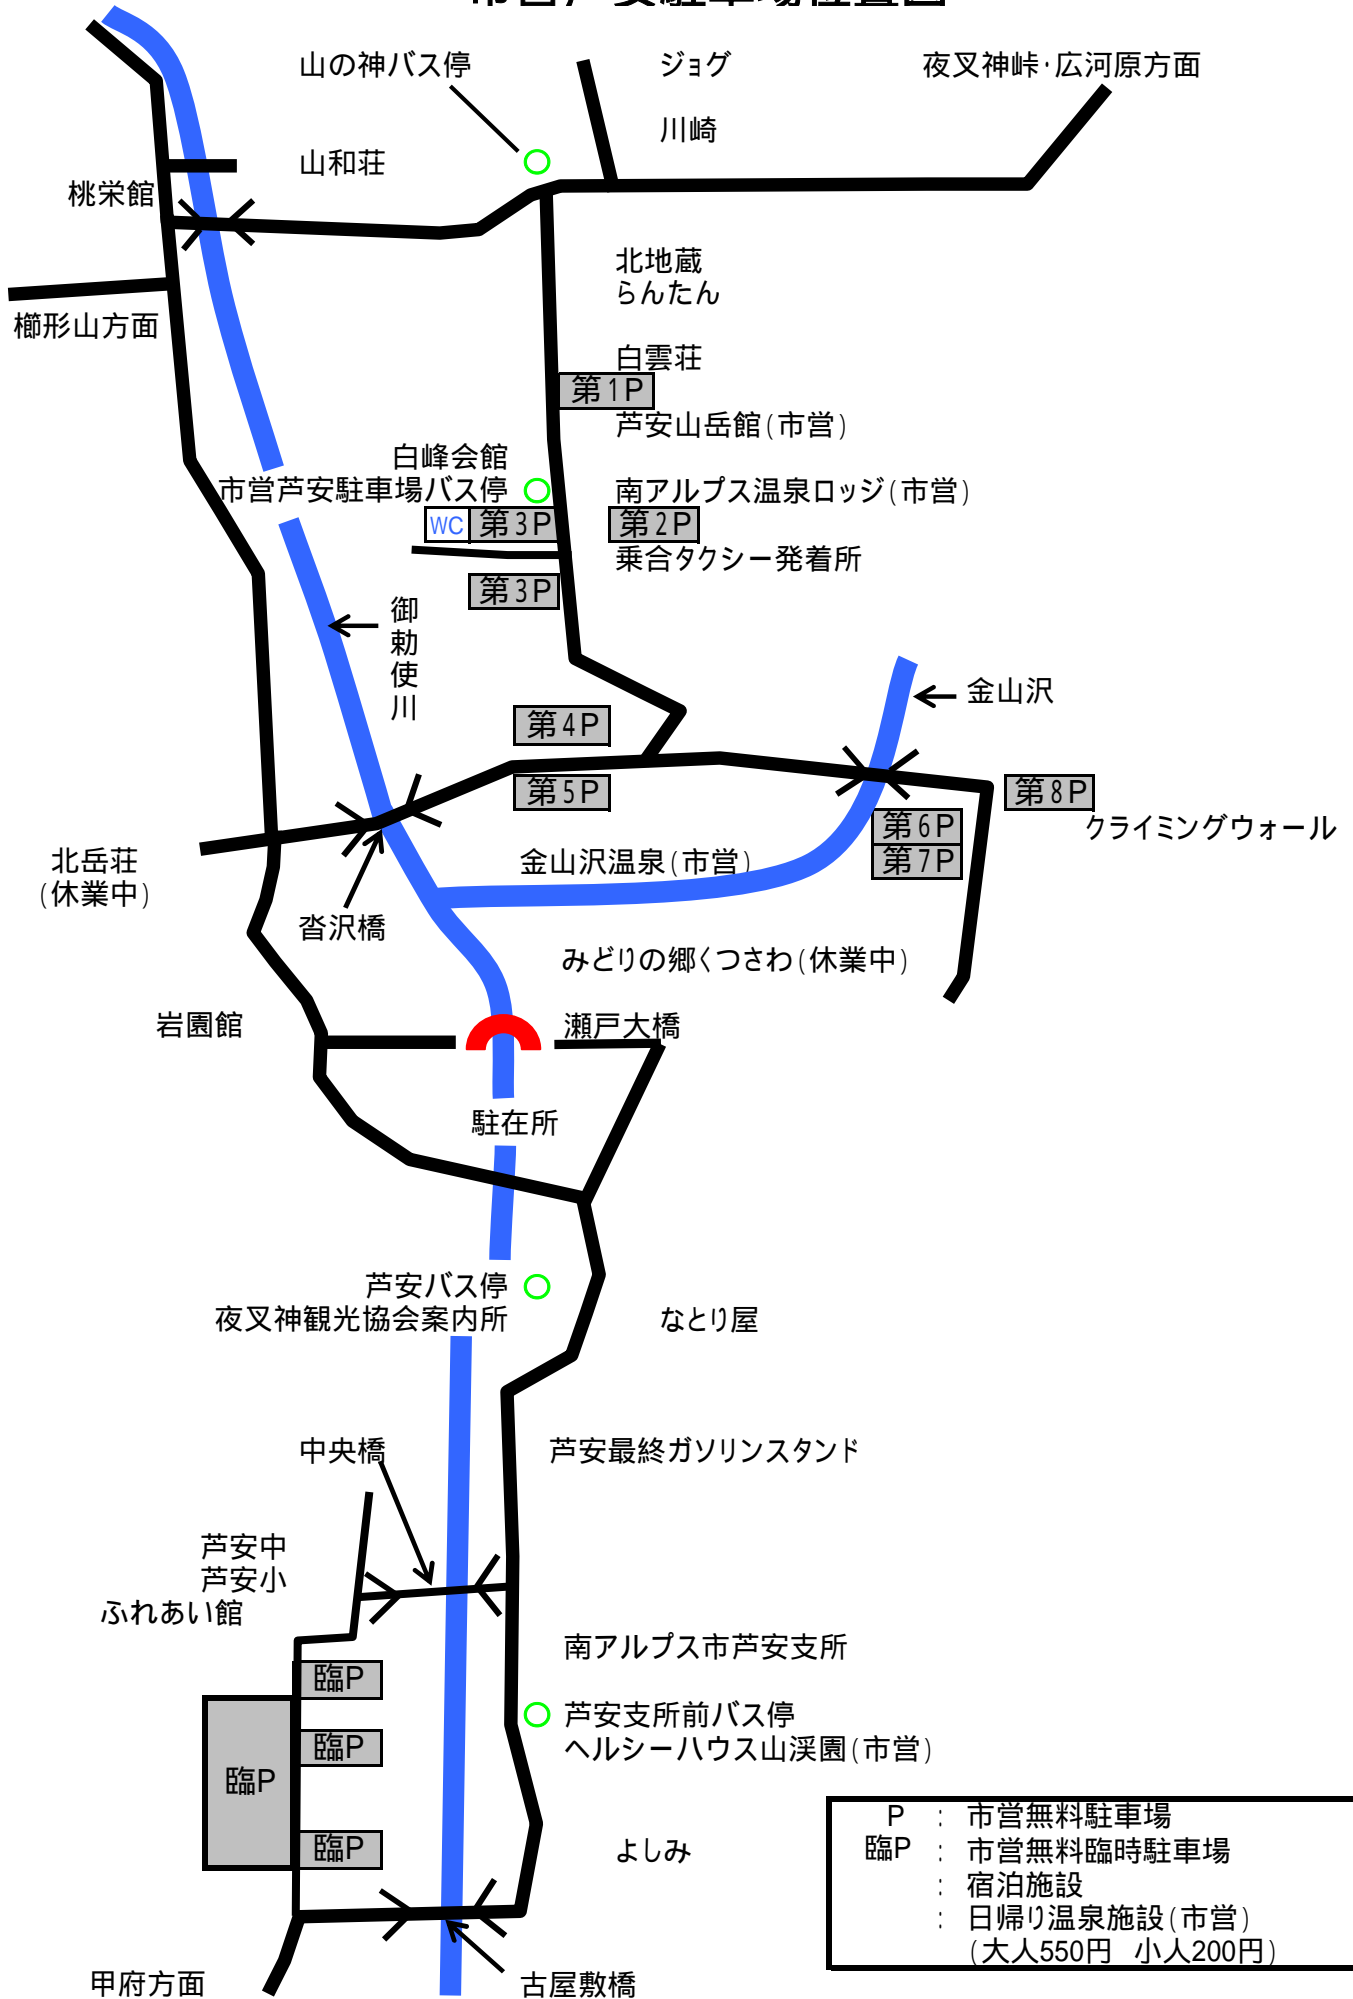 山の神バス停
ジョグ
夜叉神峠・広河原方面
川崎
山和荘
桃栄館
北地蔵
らんたん
櫛形山方面
白雲荘
第1P
芦安山岳館(市営)
白峰会館
市営芦安駐車場バス停
南アルプス温泉ロッジ(市営)
WC
第3P
第2P
乗合タクシー発着所
第3P
御勅使川
金山沢
第4P
第5P
第8P
第6P
クライミングウォール
第7P
北岳荘
(休業中)
金山沢温泉(市営)
沓沢橋
みどりの郷くつさわ(休業中)
岩園館
瀬戸大橋
駐在所
芦安バス停
夜叉神観光協会案内所
なとり屋
中央橋
芦安最終ガソリンスタンド
芦安中
芦安小
ふれあい館
南アルプス市芦安支所
臨P
芦安支所前バス停
臨P
ヘルシーハウス山渓園(市営)
臨P
臨P
よしみ
P : 市営無料駐車場
臨P : 市営無料臨時駐車場
: 宿泊施設
: 日帰り温泉施設(市営)
(大人550円 小人200円)
甲府方面
古屋敷橋